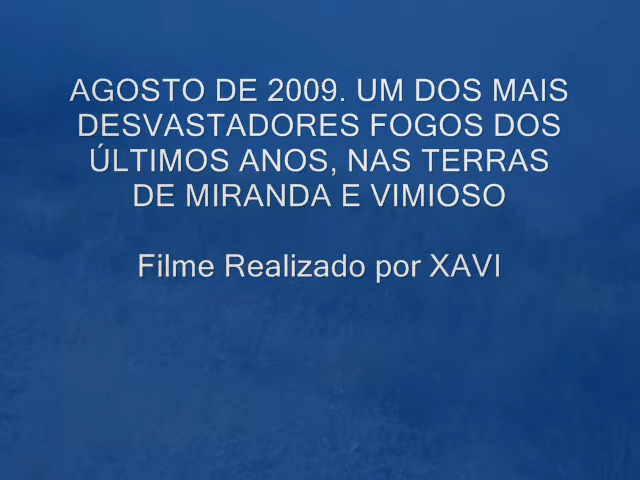 AGOSTO DE 2009. UM DOS MAIS
DESVASTADORES FOGOS DOS
ÚLTIMOS ANOS, NAS TERRAS
DE MIRANDA E VIMIOSO
Filme Realizado por XAVI